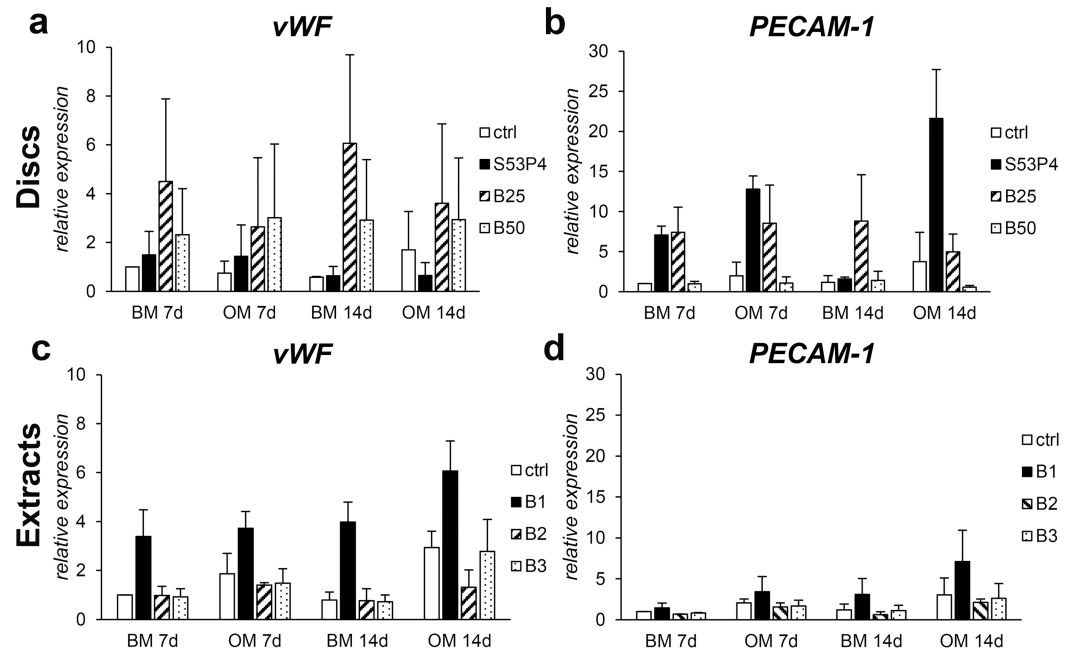 a
vWF
Discs
relative expression
10
8
6
4
2
0
BM 7d
OM 7d
BM 14d
OM 14d
ctrl
S53P4
B25
B50
b
PECAM-1
relative expression
30
25
20
15
10
5
0
BM 7d
OM 7d
BM 14d
OM 14d
ctrl
S53P4
B25
B50
c
vWF
Extracts
relative expression
10
8
6
4
2
0
BM 7d
OM 7d
BM 14d
OM 14d
ctrl
B1
B2
B3
d
PECAM-1
relative expression
30
25
20
15
10
5
0
BM 7d
OM 7d
BM 14d
OM 14d
ctrl
B1
B2
B3